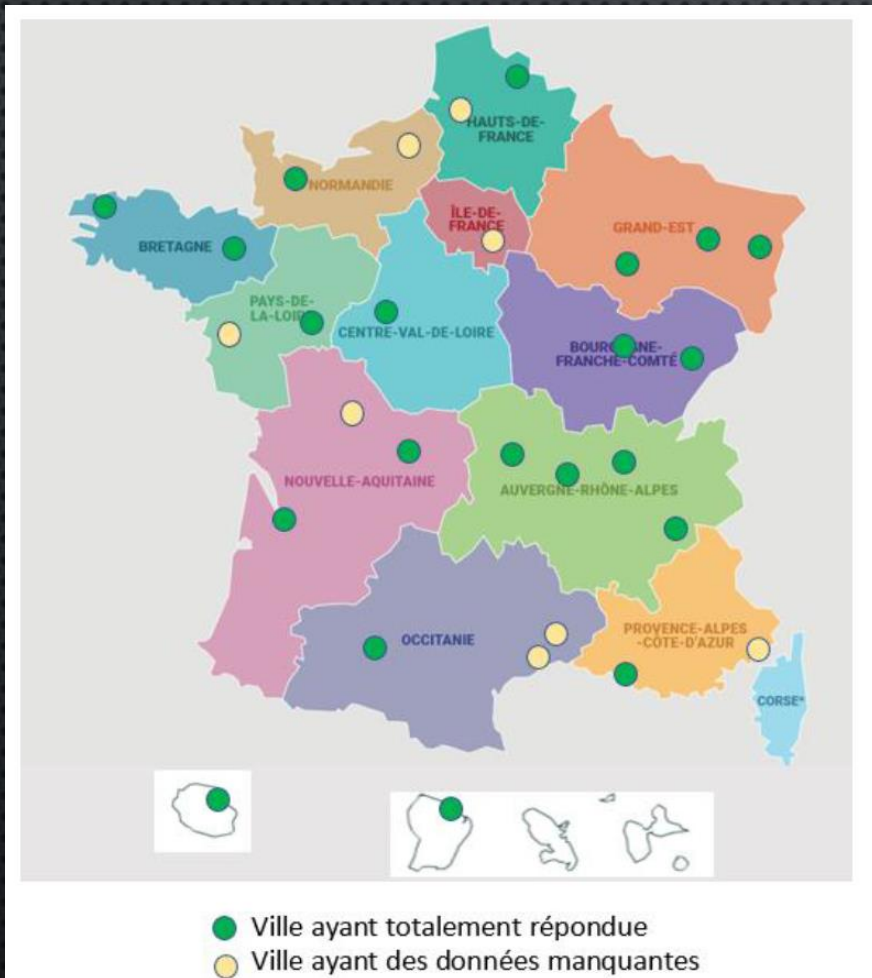 HAUTS-DE-
FRANCE
NORMANDIE
ÎLE-DE-
FRANCE
GRAND-EST
BRETAGNE
PAYS-DE-
LA-LOIRE
CENTRE-VAL-DE-LOIRE
BOURGOGNE-
FRANCHE-COMTÉ
NOUVELLE-AQUITAINE
AUVERGNE-RHÔNE-ALPES
OCCITANIE
PROVENCE-ALPES
-CÔTE-D'AZUR
CORSE*
Ville ayant totalement répondue
Ville ayant des données manquantes